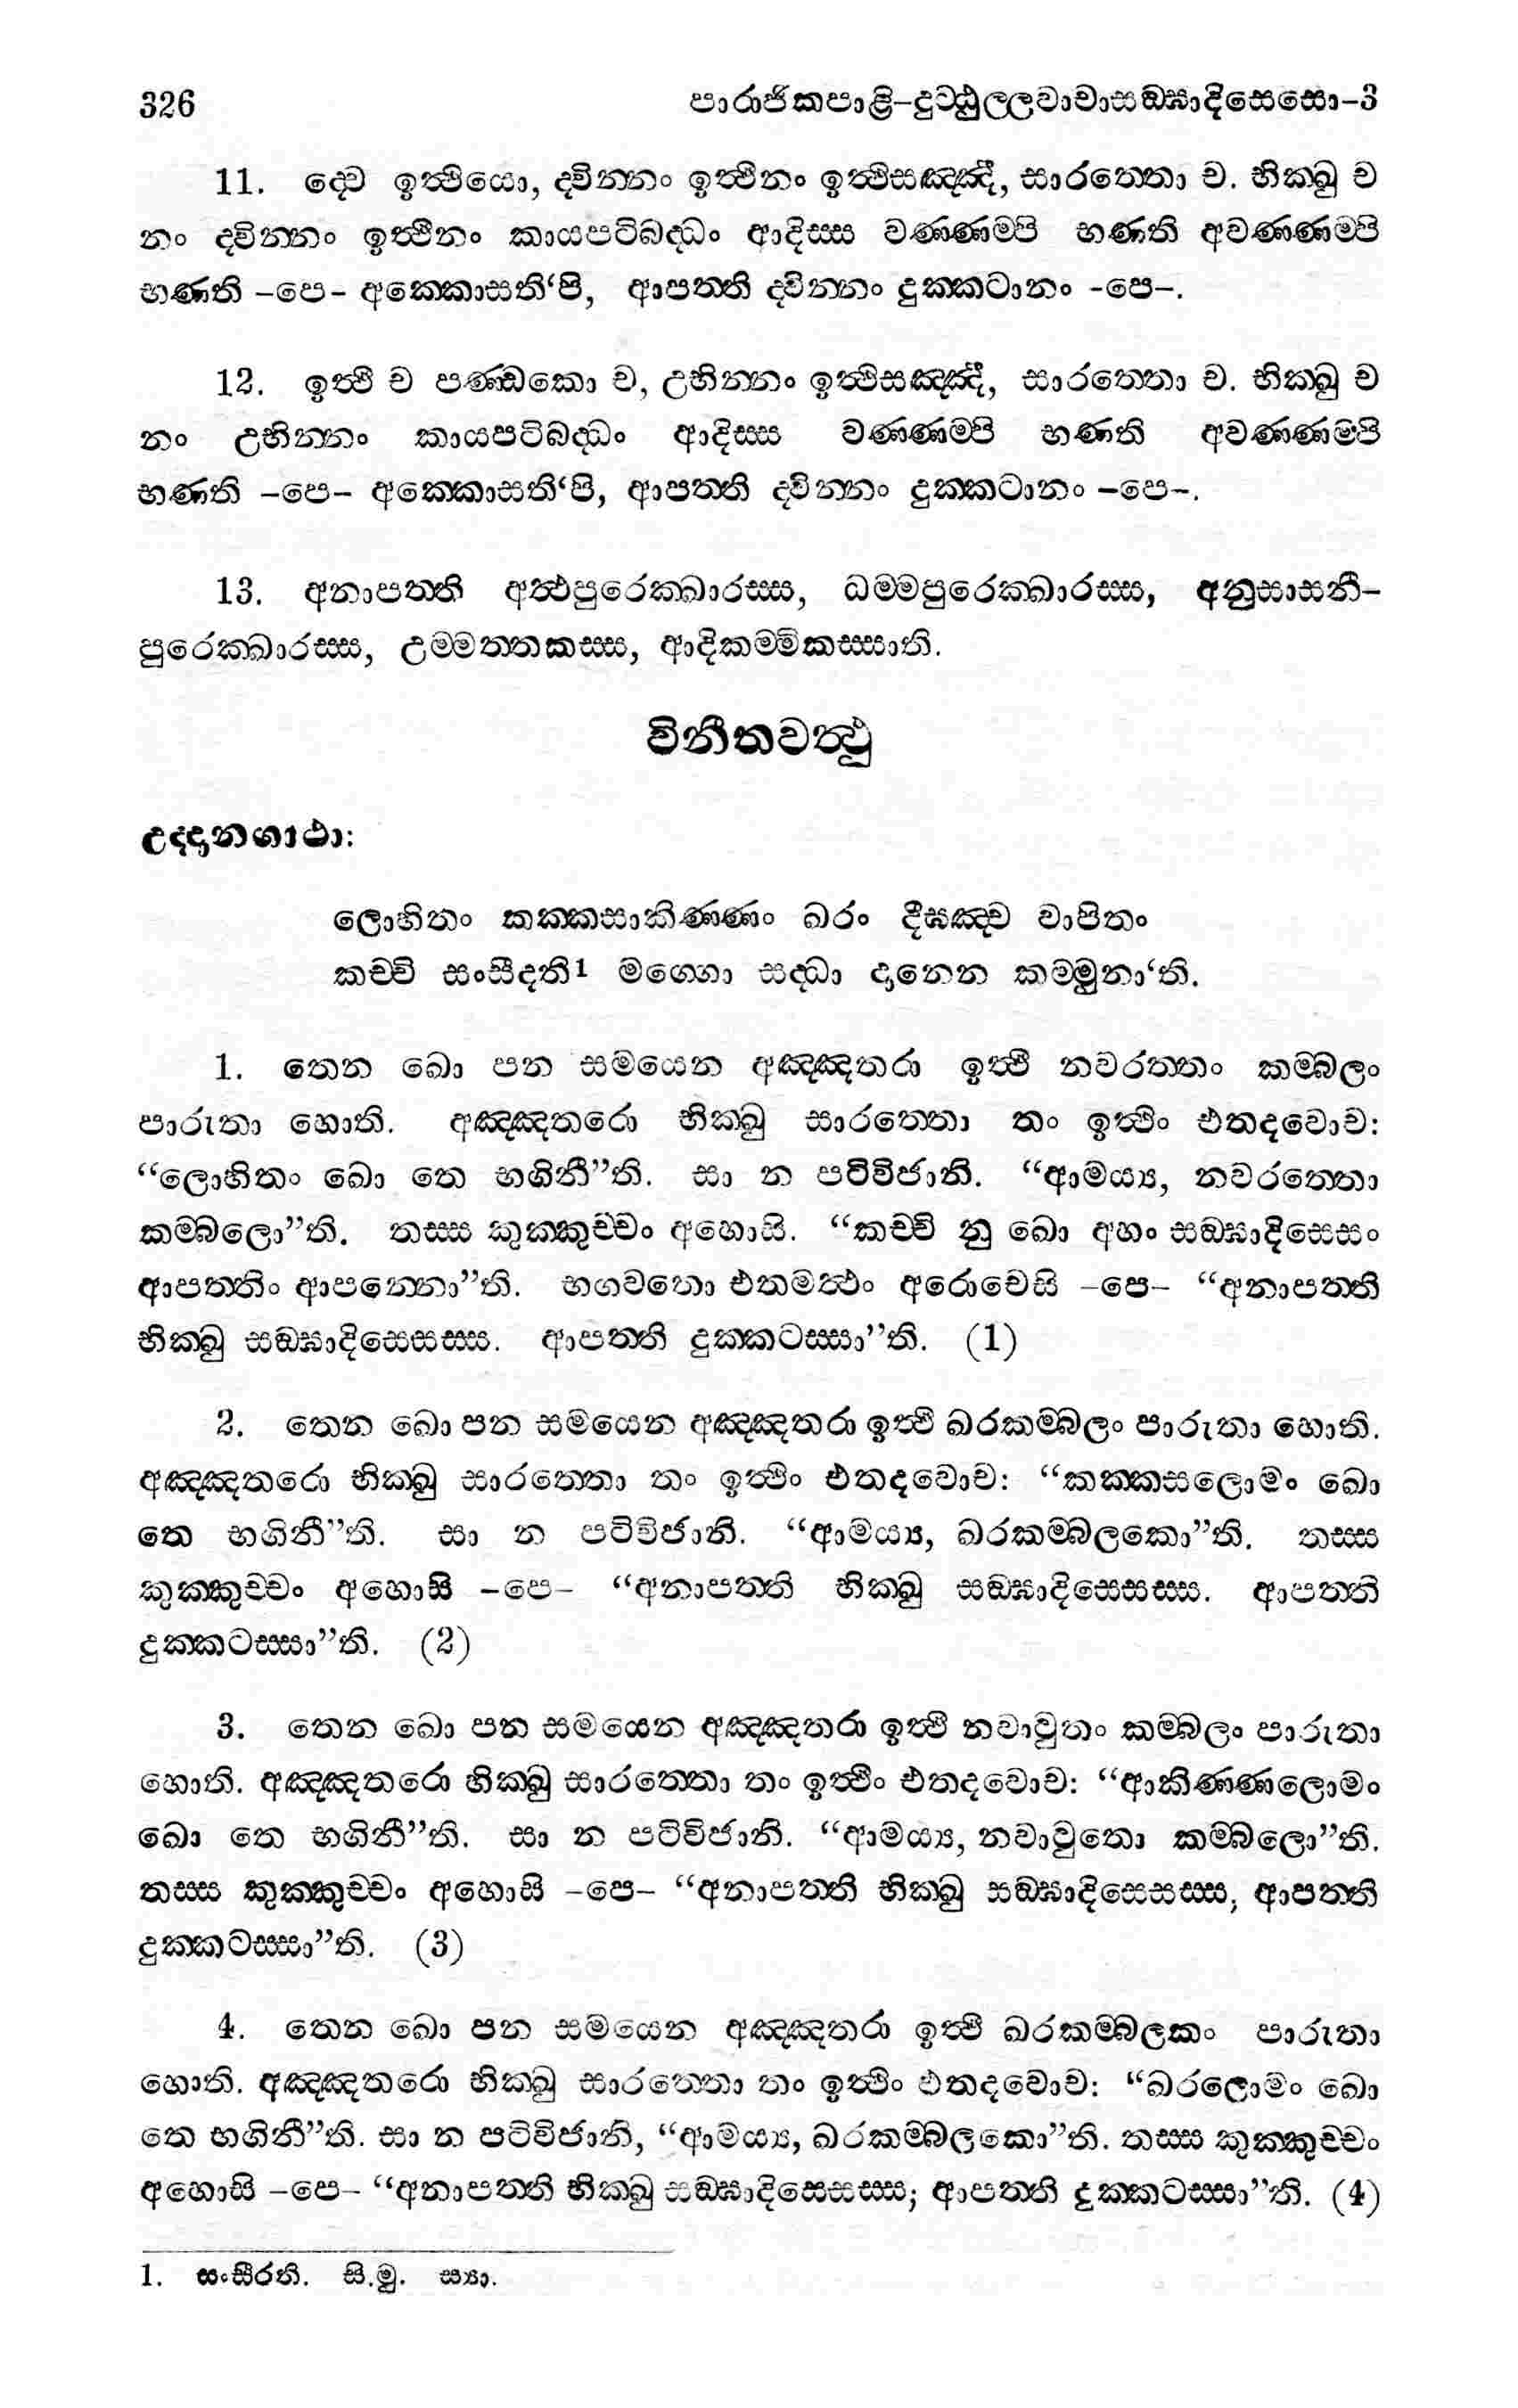 326 පාරාජිකපාළි–දුට්ඨුල්ලවාචාසඞ්ඝාදිසෙසො–3
11. ද්වෙ ඉත්ථියො, ද්වින්නං ඉත්ථීනං ඉත්ථිසඤ්ඤී, සාරත්තො ච. භික්ඛු ච
නං ද්වින්නං ඉත්ථීනං කායපටිබද්ධං ආදිස්ස වණ්ණම්පි භණති අවණ්ණම්පි
භණති –පෙ– අක්කොසති‘පි, ආපත්ති ද්වින්නං දුක්කටානං -පෙ–.
12. ඉත්ථි ච පණ්ඩකො ච, උභින්නං ඉත්ථිසඤ්ඤී, සාරත්තො ච. භික්ඛු ච
නං උභින්නං කායපටිබද්ධං ආදිස්ස වණ්ණම්පි භණති අවණ්ණම්පි
භණති –පෙ– අක්කොසති‘පි, ආපත්ති ද්වින්නං දුක්කටානං –පෙ–.
13. අනාපත්ති අත්ථපුරෙක්ඛාරස්ස, ධම්මපුරෙක්ඛාරස්ස, අනුසාසනී–
පුරෙක්ඛාරස්ස, උම්මත්තකස්ස, ආදිකම්මිකස්සාති.
විනීතවත්ථු
උද්දානගාථා:
ලොහිතං කක්කසාකිණ්ණං ඛරං දීඝඤ්ච වාපිතං
කච්චි සංසීදති1 මග්ගො සද්ධා දානෙන කම්මුනා‘ති.
1. තෙන ඛො පන සමයෙන අඤ්ඤතරා ඉත්ථි නවරත්තං කම්බලං
පාරුතා හොති. අඤ්ඤතරො භික්ඛු සාරත්තො තං ඉත්ථිං එතදවොච:
“ලොහිතං ඛො තෙ භගිනී”ති. සා න පටිවිජානි. “ආමය්‍ය, නවරත්තො
කම්බලො”ති. තස්ස කුක්කුච්චං අහොසි. “කච්චි නු ඛො අහං සඞ්ඝාදිසෙසං
ආපත්තිං ආපන්නො”ති. භගවතො එතමත්ථං අරොචෙසි –පෙ– “අනාපත්ති
භික්ඛු සඞ්ඝාදිසෙසස්ස. ආපත්ති දුක්කටස්සා”ති. (1)
2. තෙන ඛො පන සමයෙන අඤ්ඤතරා ඉත්ථි ඛරකම්බලං පාරුතා හොති.
අඤ්ඤතරො භික්ඛු සාරත්තො තං ඉත්ථිං එතදවොච: “කක්කසලොමං ඛො
තෙ භගිනී”ති. සා න පටිවිජානි. “ආමය්‍ය, ඛරකම්බලකො”ති. තස්ස
කුක්කුච්චං අහොසි –පෙ– “අනාපත්ති භික්ඛු සඞ්ඝාදිසෙසස්ස. ආපත්ති
දුක්කටස්සා”ති. (2)
3. තෙන ඛො පන සමයෙන අඤ්ඤතරා ඉත්ථි නවාවුතං කම්බලං පාරුතා
හොති. අඤ්ඤතරො භික්ඛු සාරත්තො තං ඉත්ථිං එතදවොච: “ආකිණ්ණලොමං
ඛො තෙ භගිනී”ති. සා න පටිවිජානි. “ආමය්‍ය, නවාවුතො කම්බලො”ති.
තස්ස කුක්කුච්චං අහොසි –පෙ– “අනාපත්ති භික්ඛු සඞ්ඝාදිසෙසස්ස, ආපත්ති
දුක්කටස්සා”ති. (3)
4. තෙන ඛො පන සමයෙන අඤ්ඤතරා ඉත්ථි ඛරකම්බලකං පාරුතා
හොති. අඤ්ඤතරො භික්ඛු සාරත්තො තං ඉත්ථිං එතදවොච: “ඛරලොමං ඛො
තෙ භගිනී”ති. සා න පටිවිජානි, “ආමය්‍ය, ඛරකම්බලකො”ති. තස්ස කුක්කුච්චං
අහොසි –පෙ– “අනාපත්ති භික්ඛු සඞ්ඝාදිසෙසස්ස; ආපත්ති දුක්කටස්සා”ති. (4)
1. සංසීරති. සි.මු. ස්‍යා.